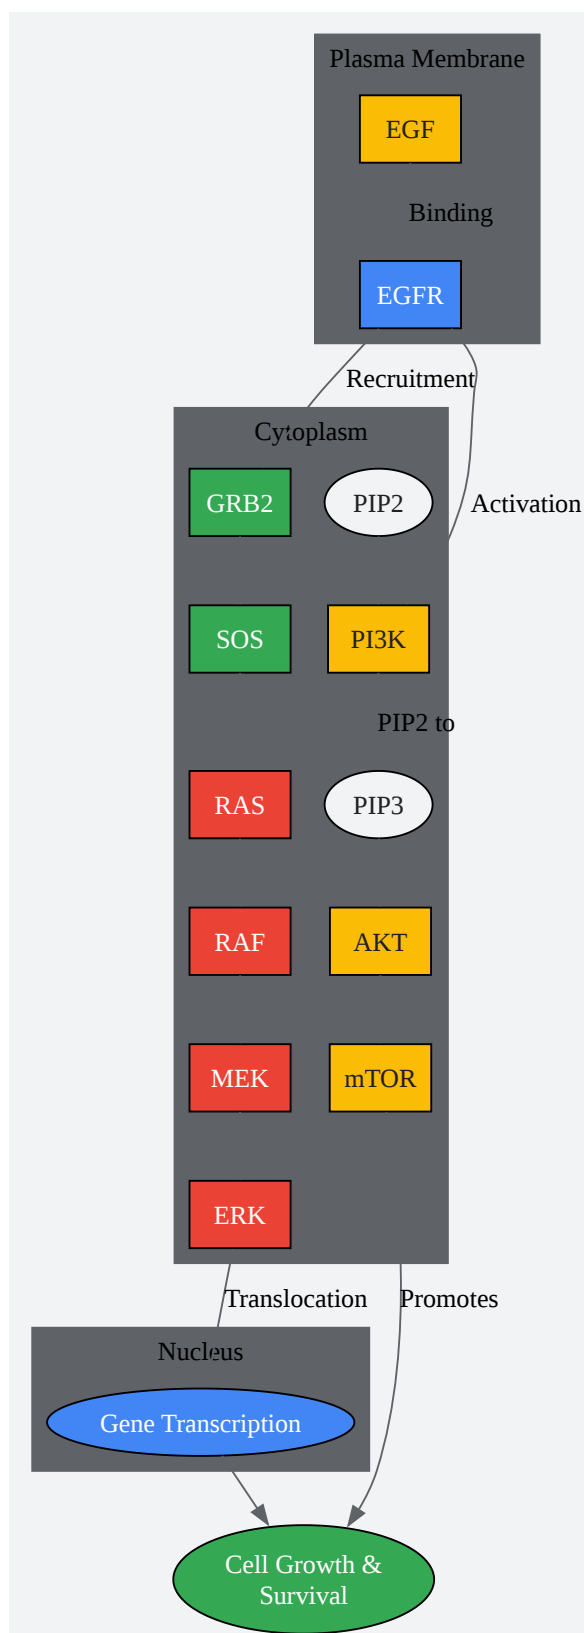 Plasma Membrane
EGF
Binding
EGFR
Recruitment
Cytoplasm
GRB2
PIP2
Activation
SOS
PI3K
PIP2 to
RAS
PIP3
RAF
AKT
MEK
mTOR
ERK
Translocation
Promotes
Nucleus
Gene Transcription
Cell Growth &
Survival